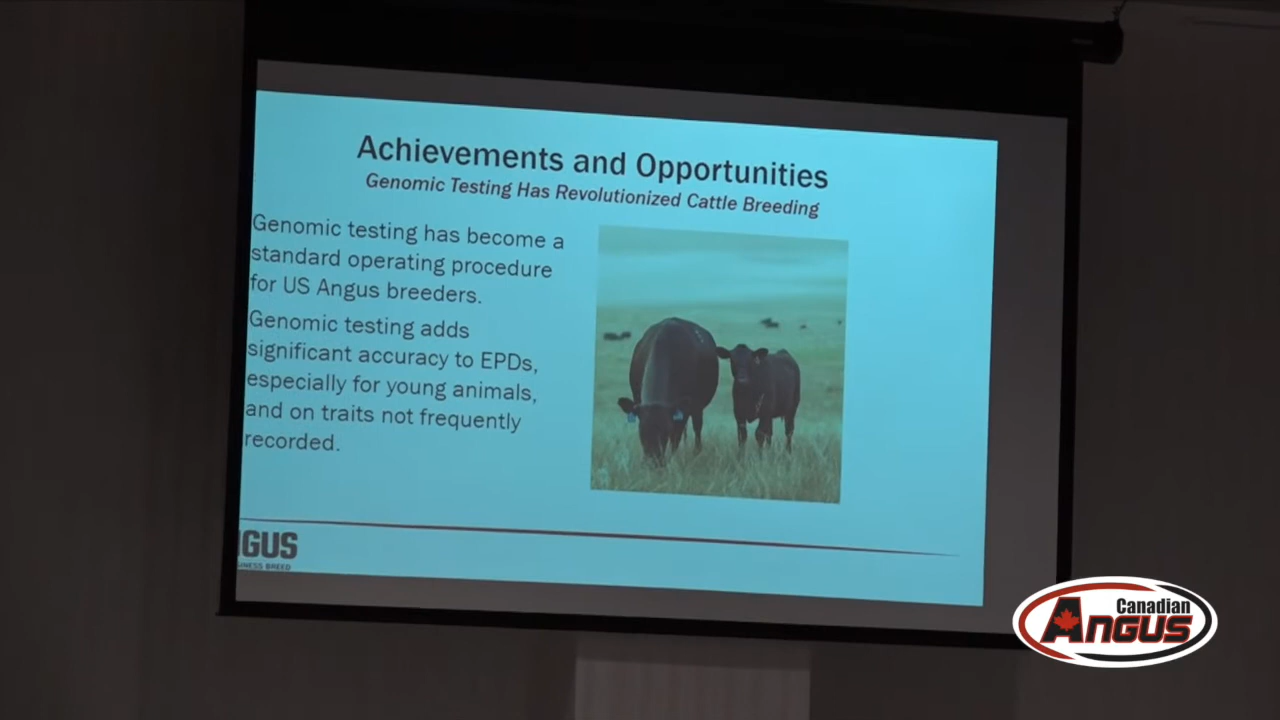 Achievements and Opportunities
Genomic Testing Has Revolutionized Cattle Breeding
Genomic testing has become a
standard operating procedure
for US Angus breeders.
Genomic testing adds
significant accuracy to EPDs,
especially for young animals,
and on traits not frequently
recorded.
GUS
BREED
Canadian
Angus